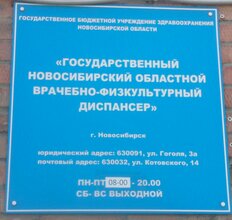 ГОСУДАРСТВЕННОЕ БЮДЖЕТНОЕ УЧРЕЖДЕНИЕ ЗДРАВООХРАНЕНИЯ
НОВОСИБИРСКОЙ ОБЛАСТИ
«ГОСУДАРСТВЕННЫЙ
НОВОСИБИРСКИЙ ОБЛАСТНОЙ
ВРАЧЕБНО-ФИЗКУЛЬТУРНЫЙ
ДИСПАНСЕР»
г. Новосибирск
юридический адрес: 630091, ул. Гоголя, 3а
почтовый адрес: 630032, ул. Котовского, 14
ПН-ПТ 08-00 - 20.00
СБ- ВС ВЫХОДНОЙ